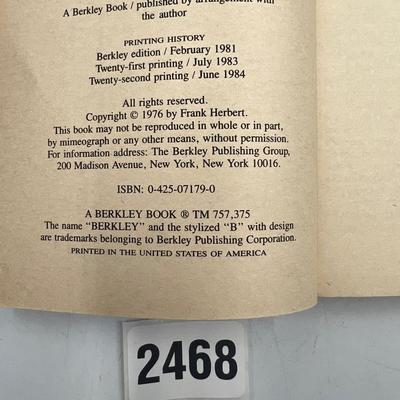 A Berkley Book / published by arrangement with
the author
PRINTING HISTORY
Berkley edition / February 1981
Twenty-first printing / July 1983
Twenty-second printing / June 1984
All rights reserved.
Copyright © 1976 by Frank Herbert.
This book may not be reproduced in whole or in part,
by mimeograph or any other means, without permission.
For information address: The Berkley Publishing Group,
200 Madison Avenue, New York, New York 10016.
ISBN: 0-425-07179-0
A BERKLEY BOOK ® TM 757,375
The name "BERKLEY" and the stylized "B" with design
are trademarks belonging to Berkley Publishing Corporation.
PRINTED IN THE UNITED STATES OF AMERICA
2468